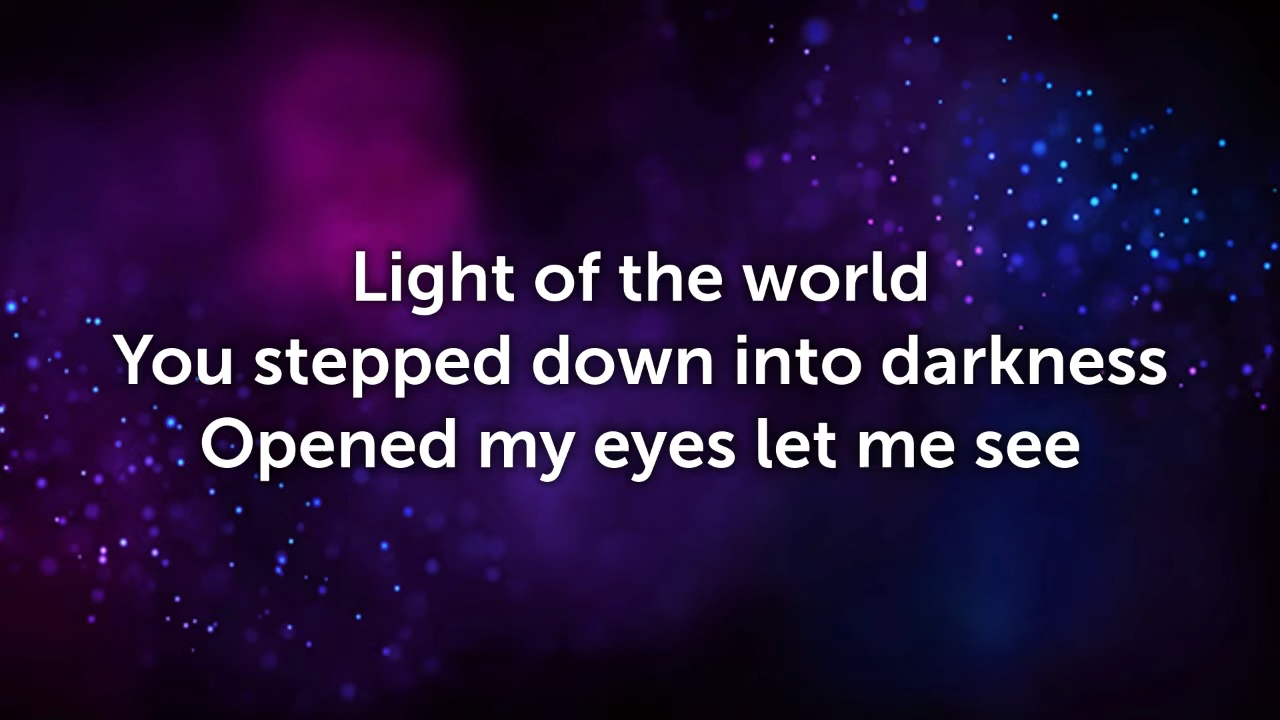 Light of the world
You stepped down into darkness
Opened my eyes let me see